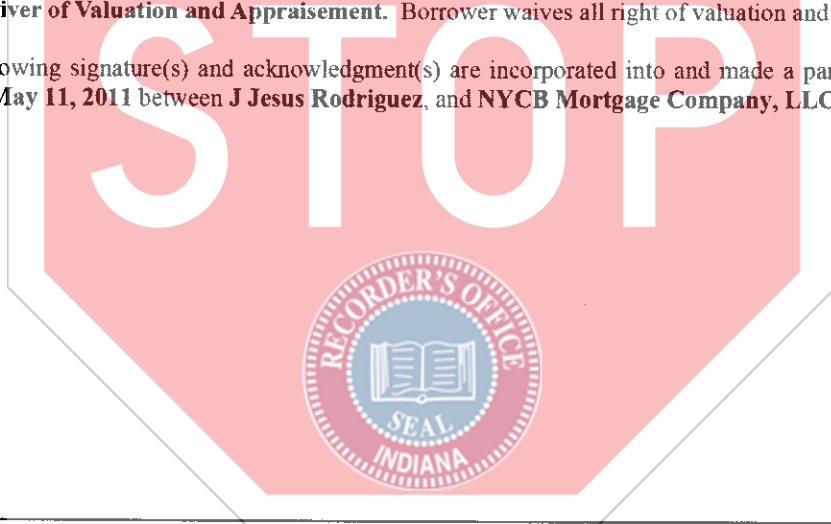 iver of Valuation and Appraisement. Borrower waives all right of valuation and
owing signature(s) and acknowledgment(s) are incorporated into and made a par
May 11, 2011 between J Jesus Rodriguez, and NYCB Mortgage Company, LLC
STOP
RECORDER'S OFFICE
SEAL
INDIANA